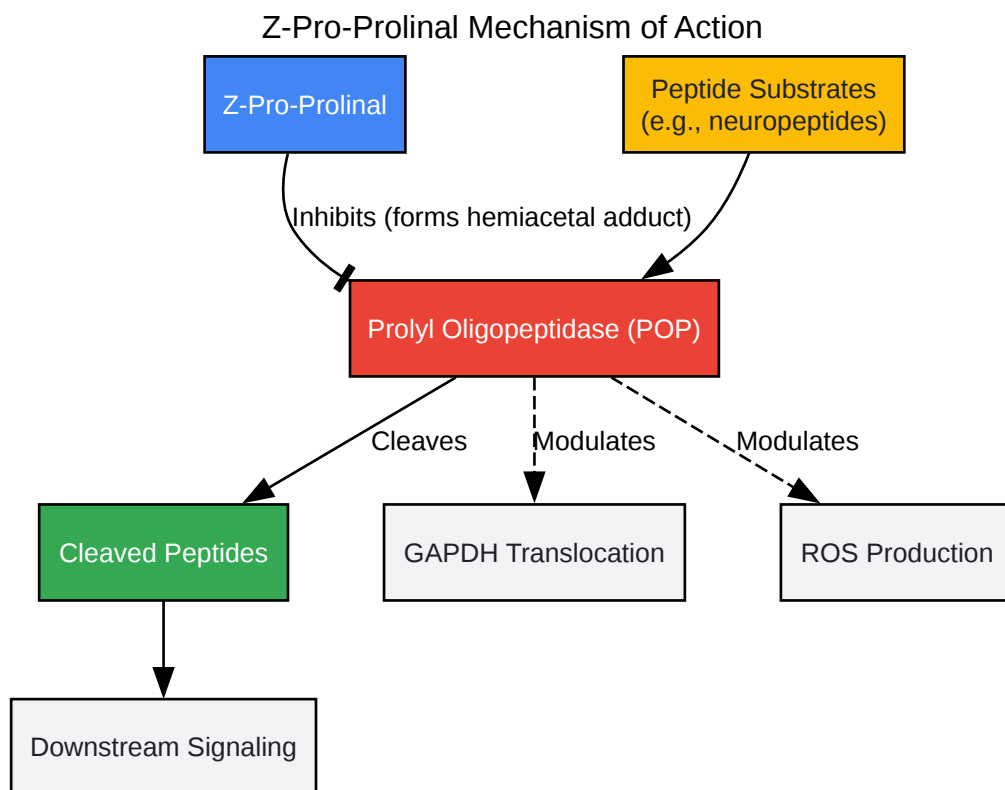 Z-Pro-Prolinal Mechanism of Action
Z-Pro-Prolinal
Peptide Substrates
(e.g., neuropeptides)
Inhibits (forms hemiacetal adduct)
Prolyl Oligopeptidase (POP)
Cleaves
Modulates
Modulates
Cleaved Peptides
GAPDH Translocation
ROS Production
Downstream Signaling